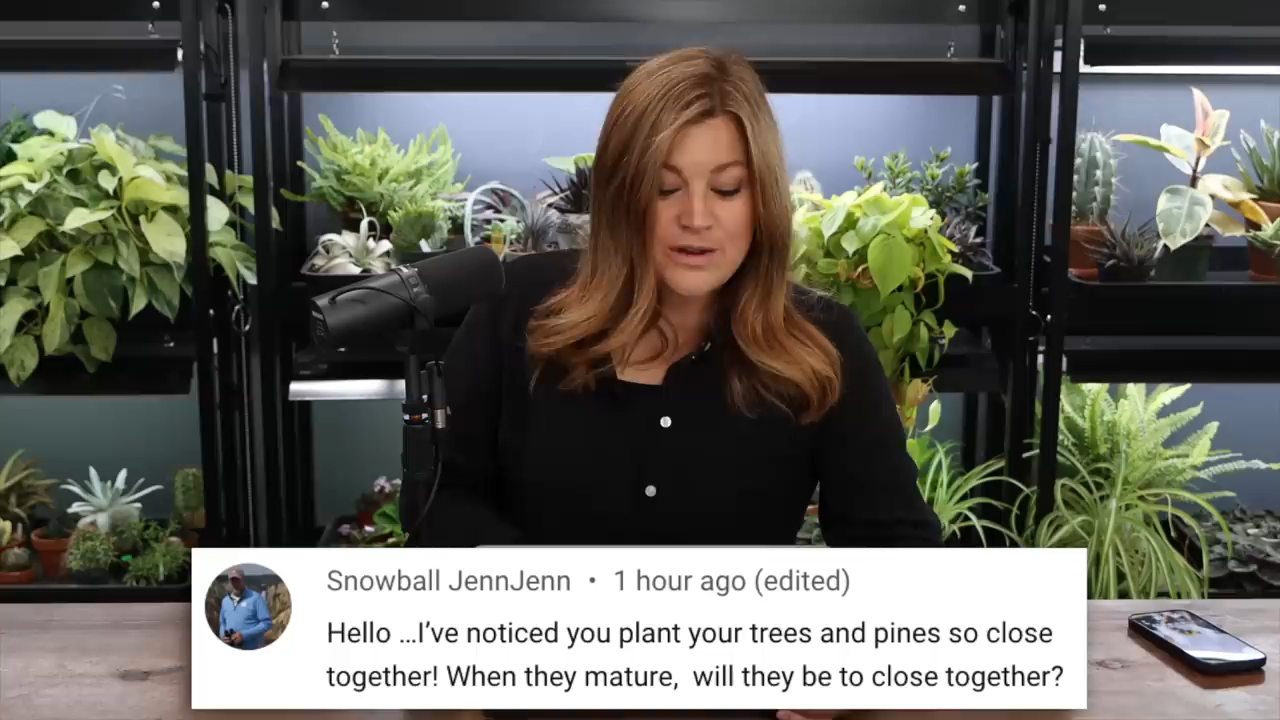 Snowball JennJenn • 1 hour ago (edited)
Hello ...I've noticed you plant your trees and pines so close
together! When they mature,  will they be to close together?